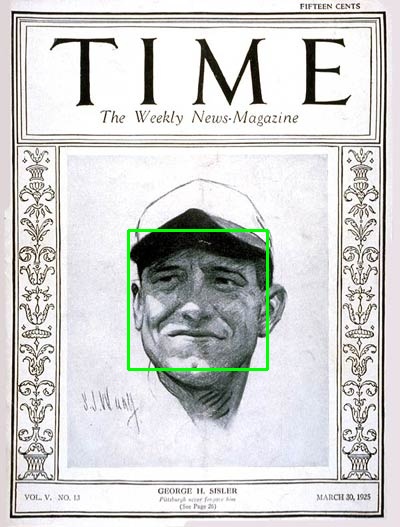 FIFTEEN CENTS
TIME
The Weekly News-Magazine
VOL. V. NO. 13
GEORGE H. SISLER
Pittsburgh never forgave him
(See Page 26)
MARCH 30, 1925